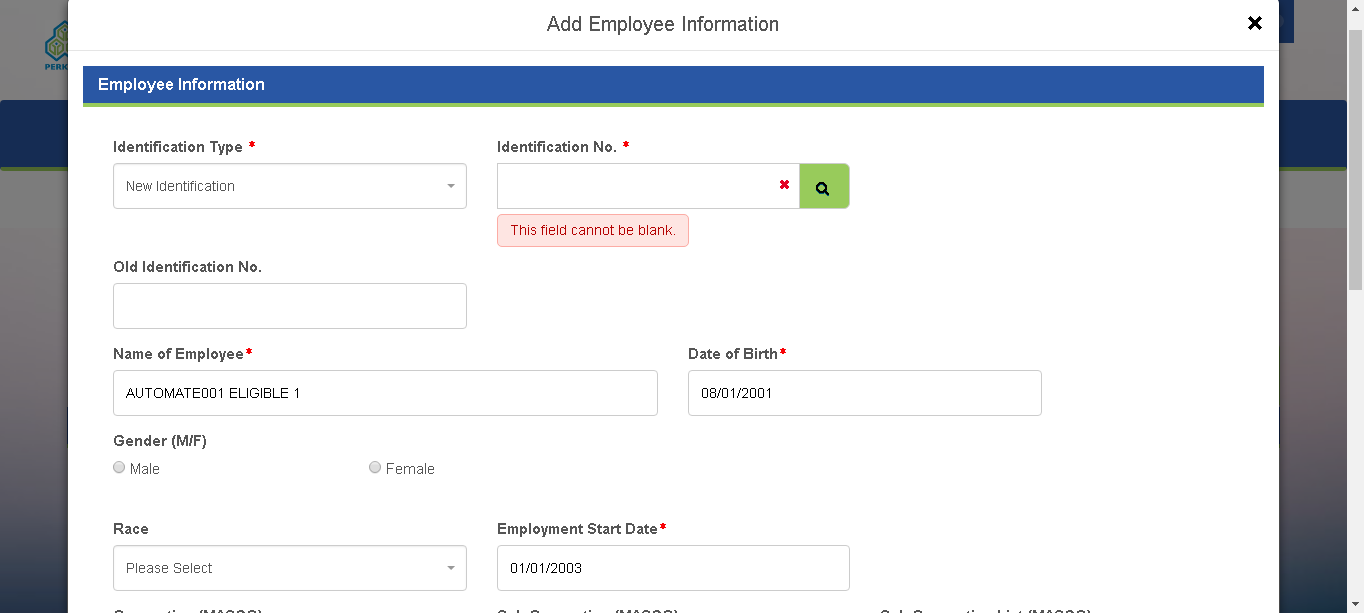 Add Employee Information
Employee Information
Identification Type *
Identification No. *
New Identification
This field cannot be blank.
Old Identification No.
Name of Employee*
Date of Birth*
AUTOMATE001 ELIGIBLE 1
08/01/2001
Gender (M/F)
Male
Female
Race
Employment Start Date*
Please Select
01/01/2003